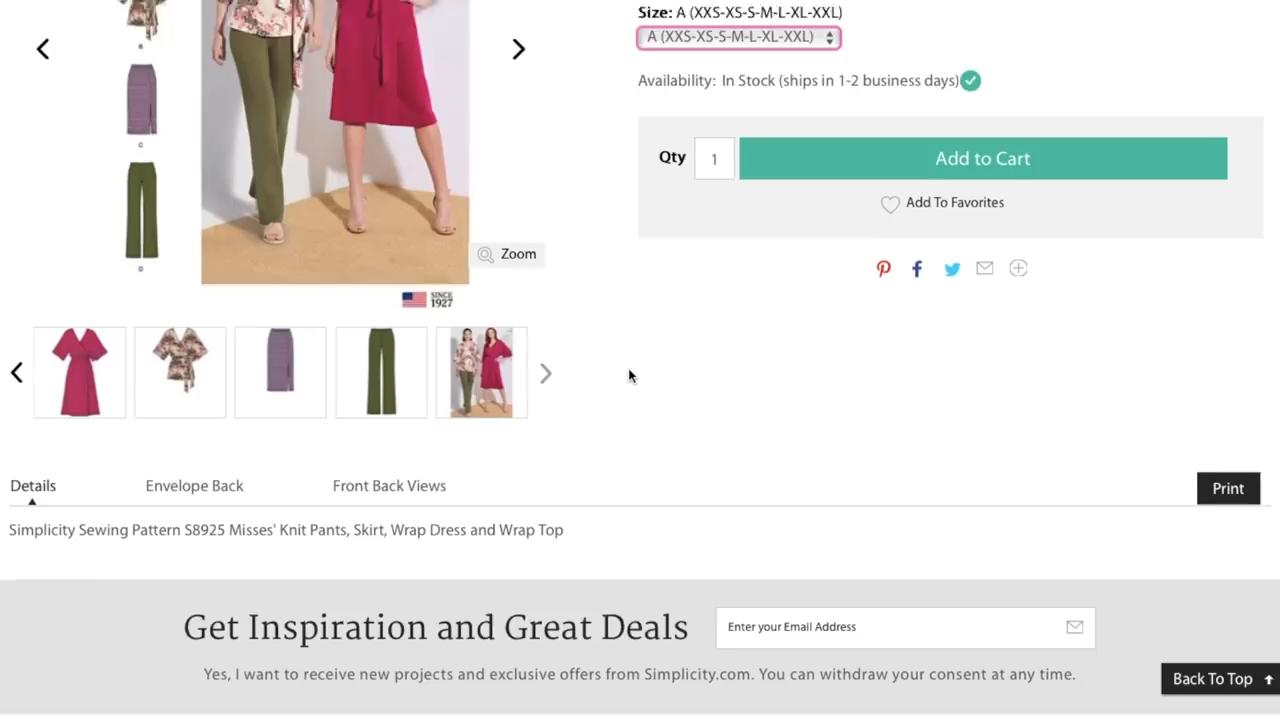 Size: A (XXS-XS-S-M-L-XL-XXL)
A (XXS-XS-S-M-L-XL-XXL)
Availability: In Stock (ships in 1-2 business days)
Qty 1 Add to Cart
Add To Favorites
B
C
D
Zoom
SINCE
1927
Details Envelope Back Front Back Views Print
Simplicity Sewing Pattern S8925 Misses' Knit Pants, Skirt, Wrap Dress and Wrap Top
Get Inspiration and Great Deals
Enter your Email Address
Yes, I want to receive new projects and exclusive offers from Simplicity.com. You can withdraw your consent at any time.
Back To Top